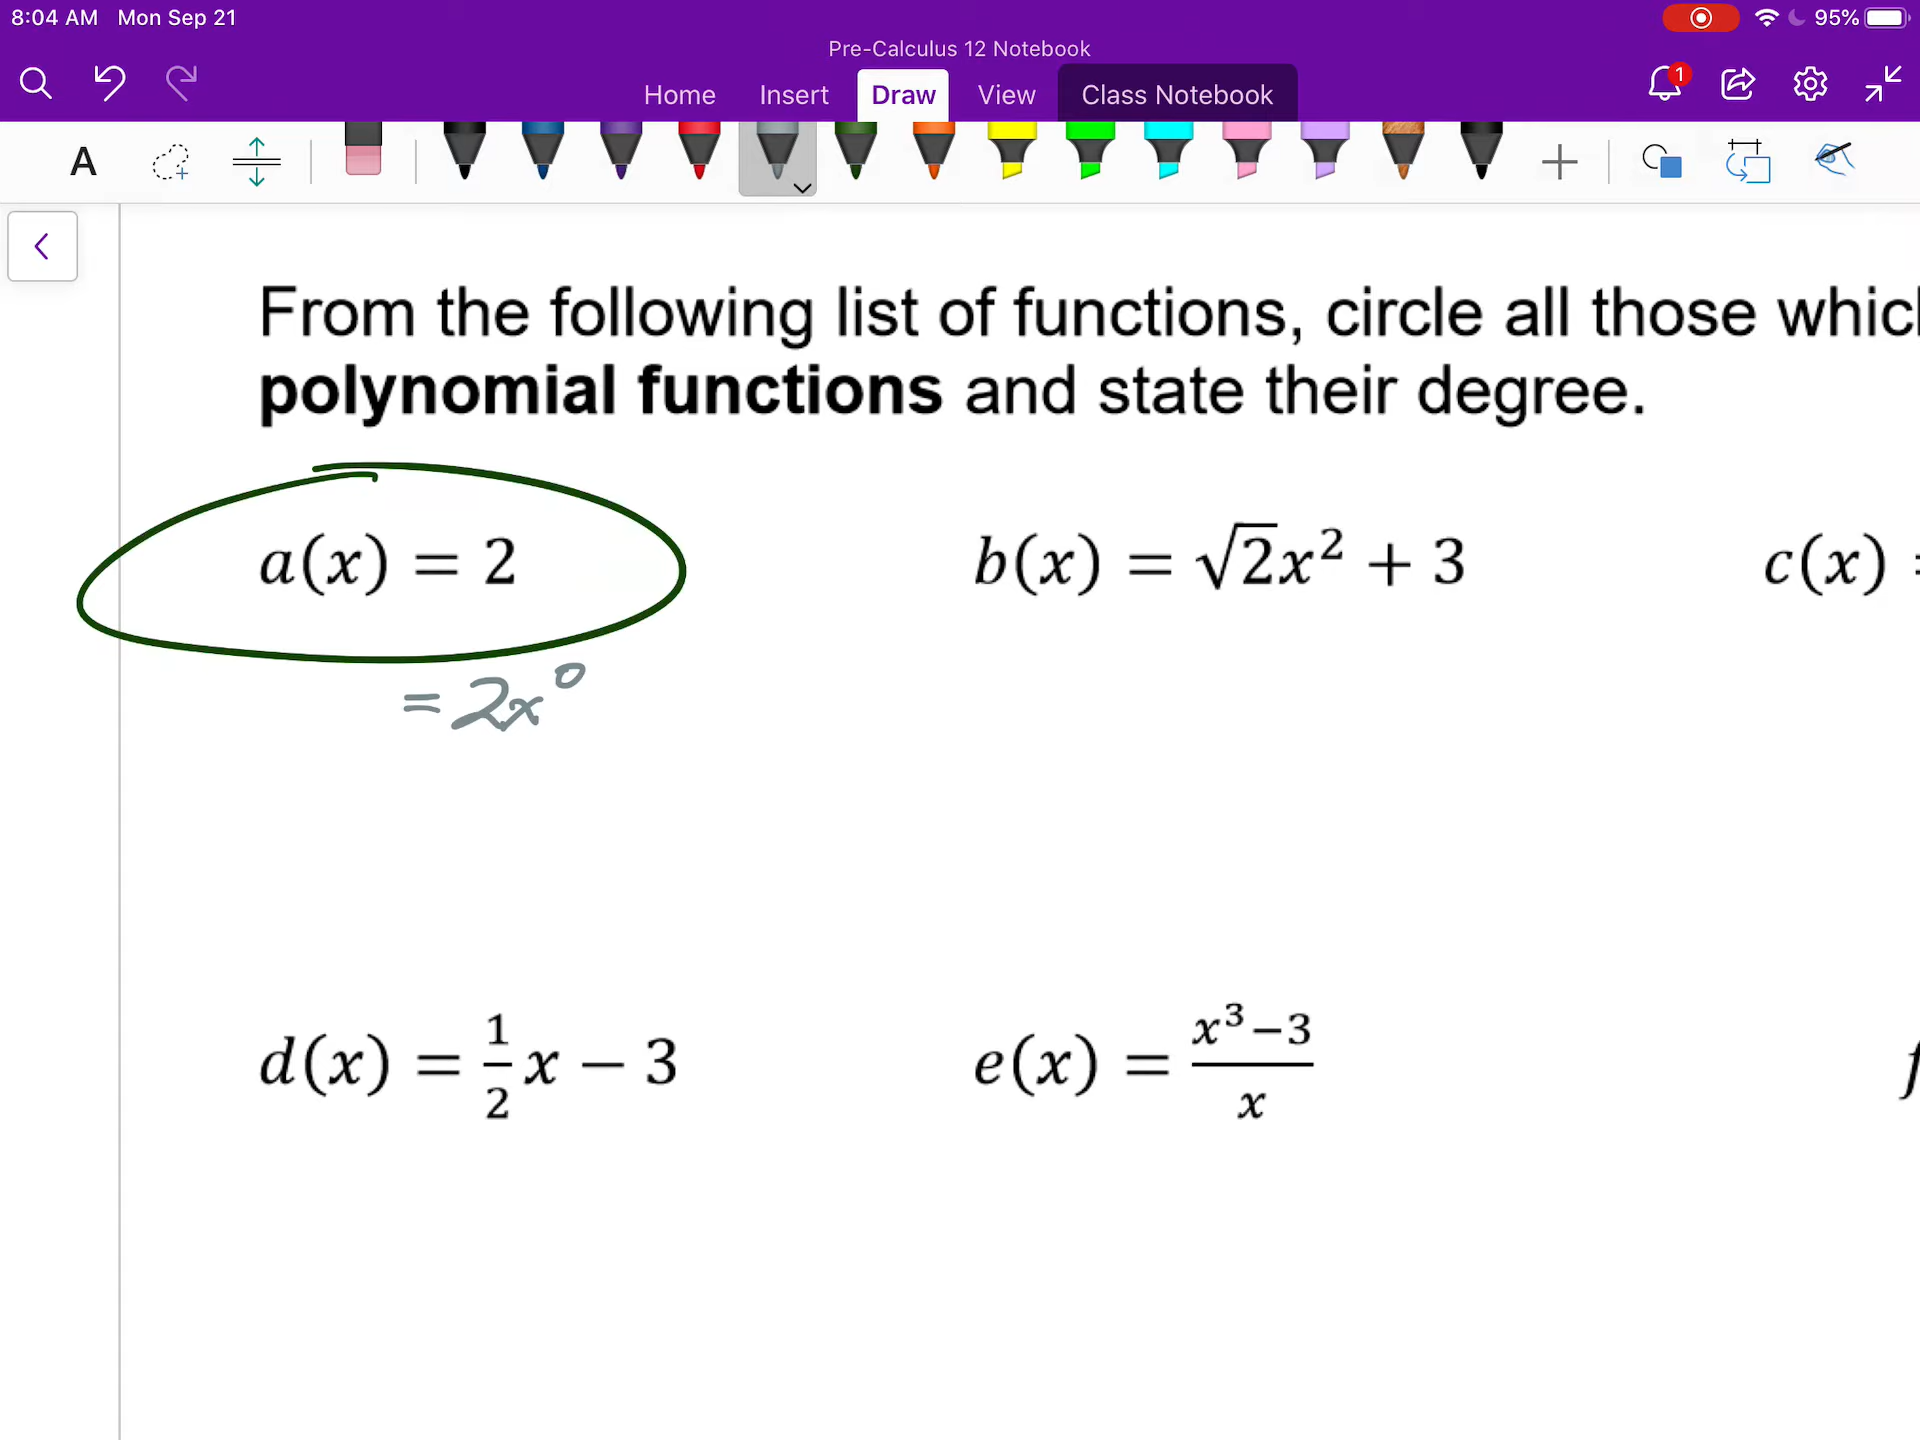 8:04 AM Mon Sep 21
95%
Pre-Calculus 12 Notebook
Home Insert Draw View Class Notebook
1
A
From the following list of functions, circle all those whic
polynomial functions and state their degree.
a(x) = 2
b(x) = √2x² + 3
c(x) =
= 2x⁰
d(x) = 1/2 x − 3
e(x) = x³−3 / x
f